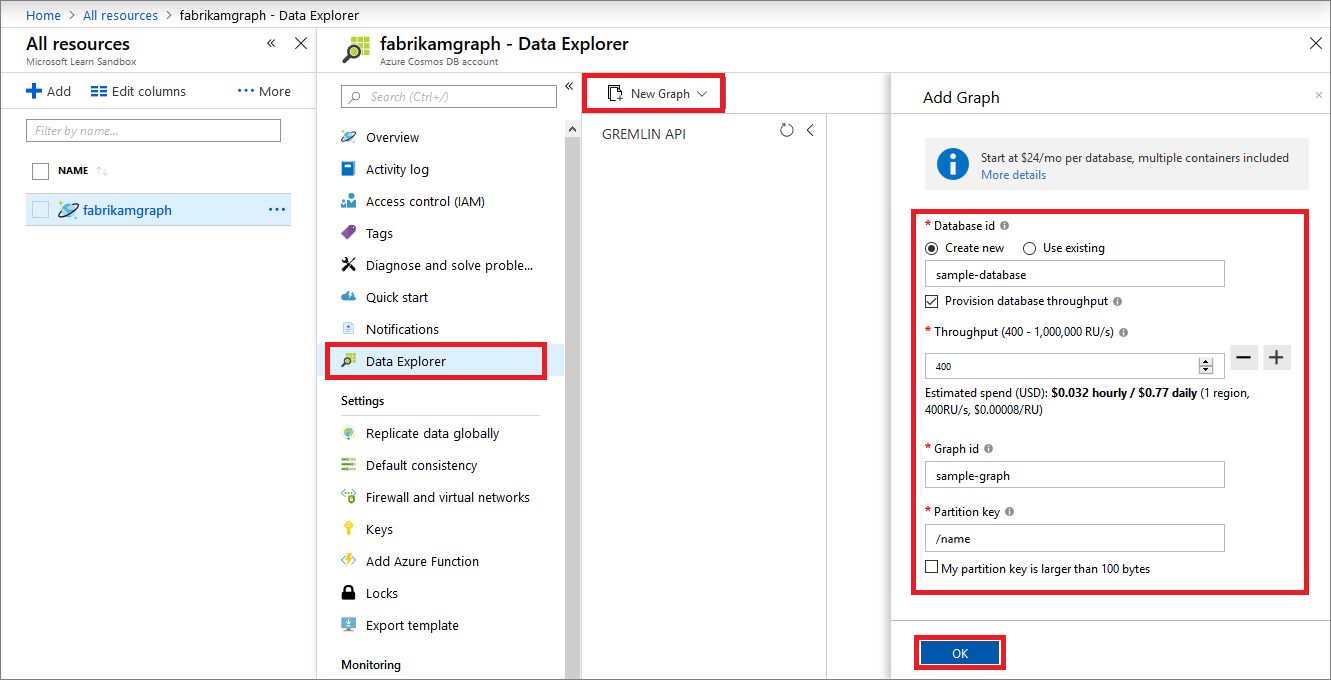 Home > All resources > fabrikamgraph - Data Explorer
All resources
Microsoft Learn Sandbox
Add
Edit columns
More
Filter by name...
NAME
fabrikamgraph
fabrikamgraph - Data Explorer
Azure Cosmos DB account
Search (Ctrl+/)
Overview
Activity log
Access control (IAM)
Tags
Diagnose and solve proble...
Quick start
Notifications
Data Explorer
Settings
Replicate data globally
Default consistency
Firewall and virtual networks
Keys
Add Azure Function
Locks
Export template
Monitoring
New Graph
GREMLIN API
Add Graph
Start at $24/mo per database, multiple containers included
More details
* Database id
Create new
Use existing
sample-database
Provision database throughput
* Throughput (400 - 1,000,000 RU/s)
400
Estimated spend (USD): $0.032 hourly / $0.77 daily (1 region,
400RU/s, $0.00008/RU)
* Graph id
sample-graph
* Partition key
/name
My partition key is larger than 100 bytes
OK